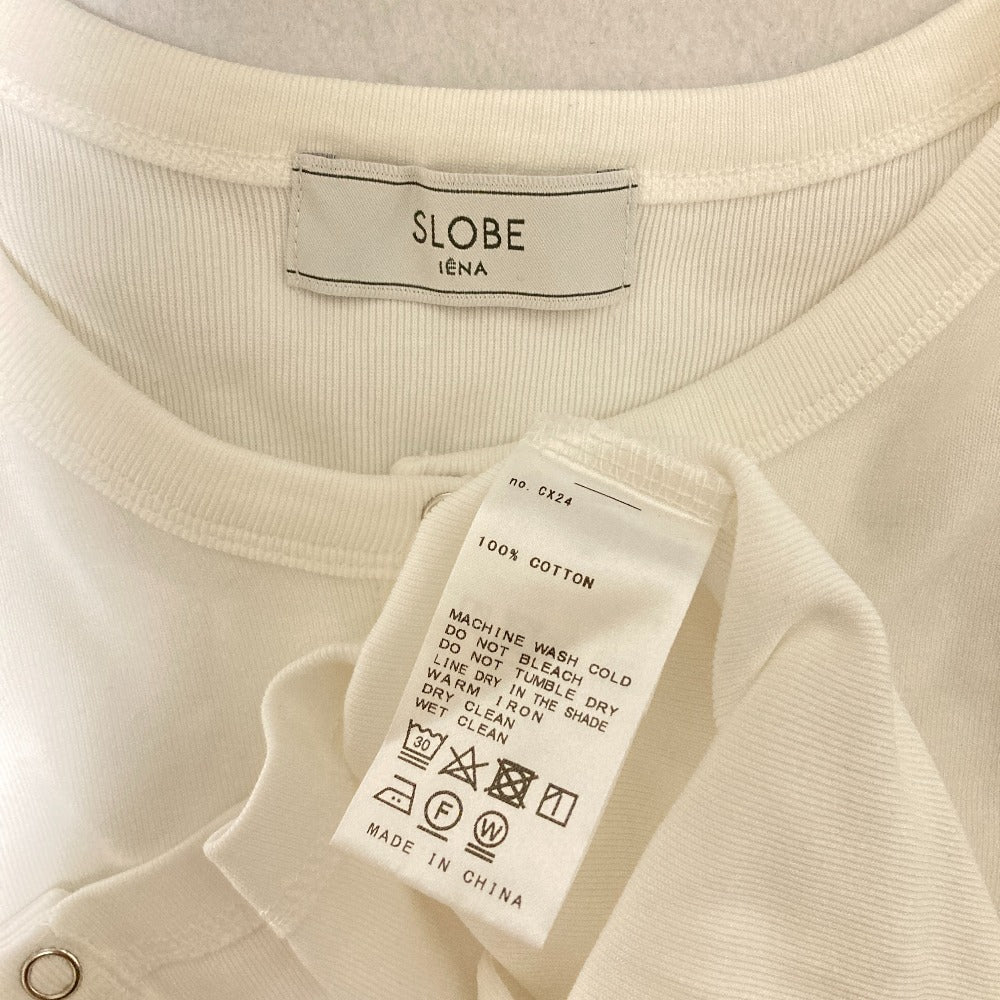 SLOBE
IÉNA
no. CX24
100% COTTON
MACHINE WASH COLD
DO NOT BLEACH
DO NOT TUMBLE DRY
LINE DRY IN THE SHADE
WARM IRON
DRY CLEAN
WET CLEAN
30
F
W
MADE IN CHINA